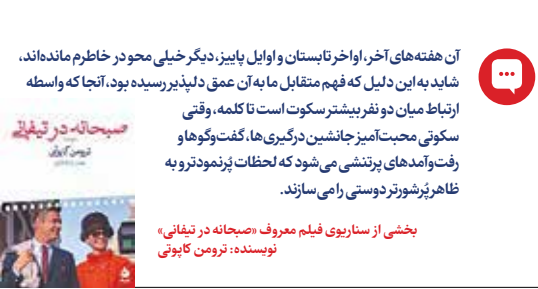 آن هفته‌های آخر، اواخر تابستان و اوایل پاییز، دیگر خیلی محو در خاطرم مانده‌اند،
شاید به این دلیل که فهم متقابل ما به آن عمق دلپذیر رسیده بود، آنجا که واسطه
ارتباط میان دو نفر بیشتر سکوت است تا کلمه، وقتی
سکوتی محبت‌آمیز جانشین درگیری‌ها، گفت‌وگوها و
رفت‌وآمدهای پرتنشی می‌شود که لحظات پُرنمودتر و به
ظاهر پُرشورتر دوستی را می‌سازند.
بخشی از سناریوی فیلم معروف «صبحانه در تیفانی»
نویسنده: ترومن کاپوتی
صبحانه در تیفانی
ترومن کاپوتی